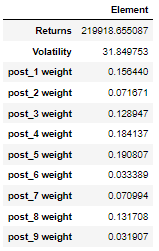 Element
Returns 219918.655087
Volatility 31.849753
post_1 weight 0.156440
post_2 weight 0.071671
post_3 weight 0.128947
post_4 weight 0.184137
post_5 weight 0.190807
post_6 weight 0.033389
post_7 weight 0.070994
post_8 weight 0.131708
post_9 weight 0.031907